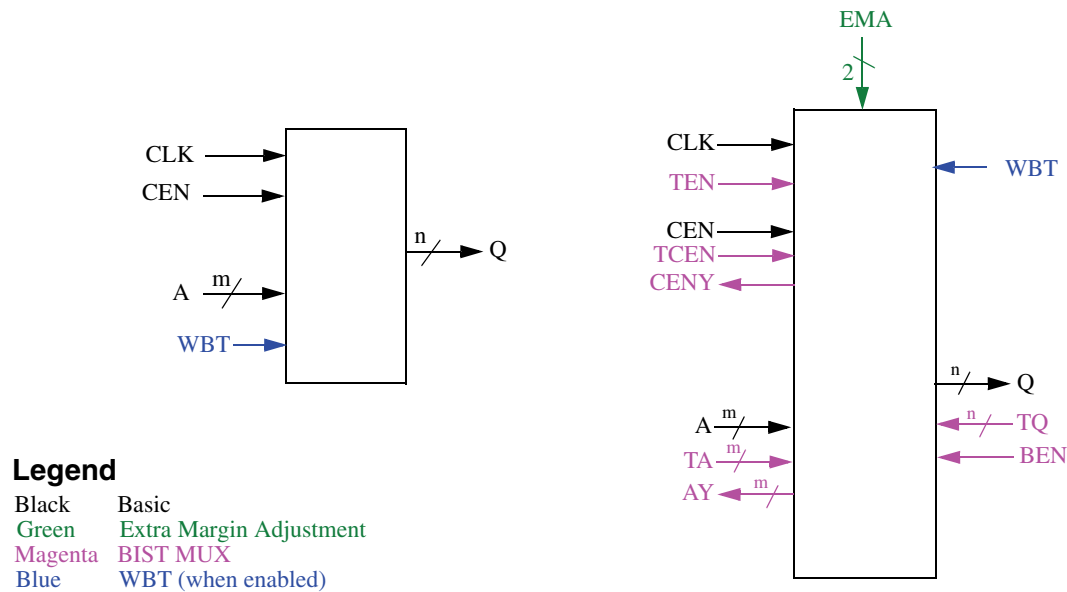 EMA
2
CLK
CEN
A
m
WBT
n
Q
CLK
TEN
CEN
TCEN
CENY
A
m
TA
m
AY
m
WBT
n
Q
n
TQ
BEN
Legend
Black Basic
Green Extra Margin Adjustment
Magenta BIST MUX
Blue WBT (when enabled)